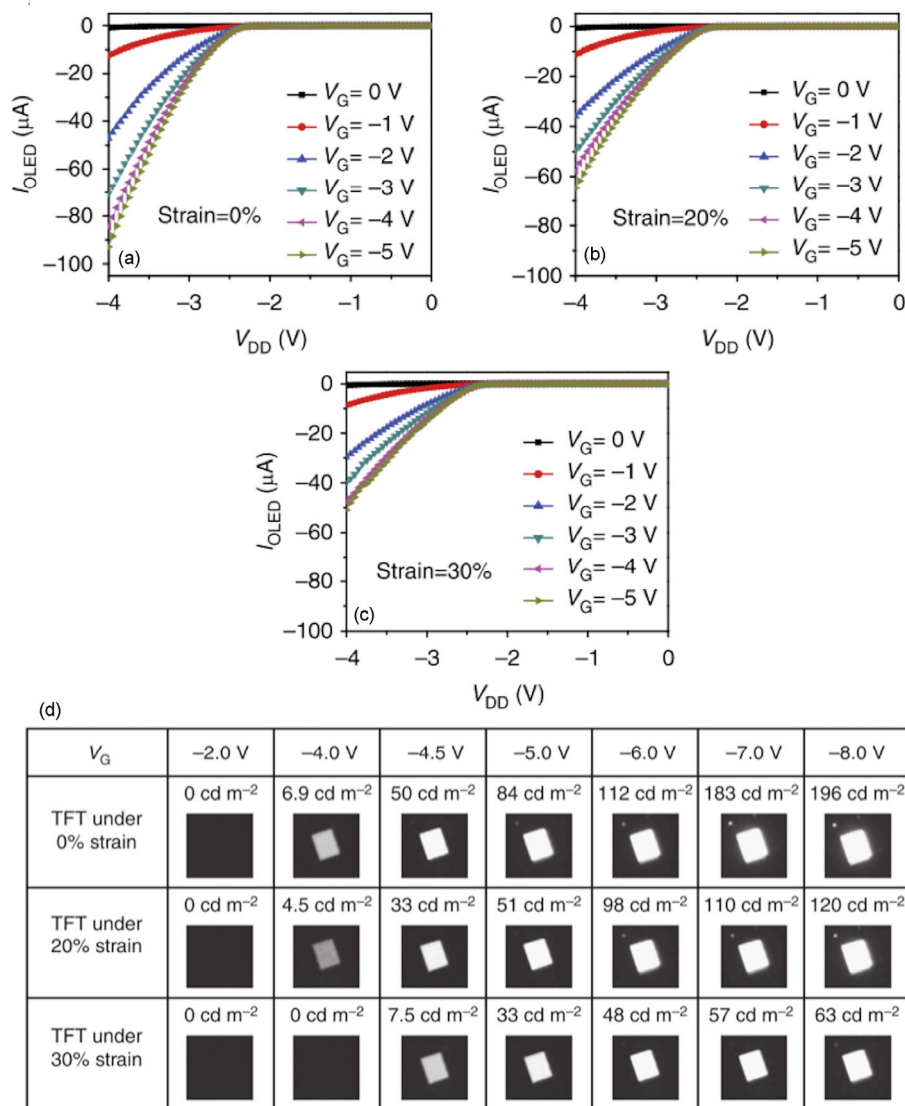 0
−20
−40
−60
−80
−100
I_OLED (μA)
V_G= 0 V
V_G= −1 V
V_G= −2 V
V_G= −3 V
V_G= −4 V
V_G= −5 V
Strain=0%
(a)
−4 −3 −2 −1 0
V_DD (V)
0
−20
−40
−60
−80
−100
I_OLED (μA)
V_G= 0 V
V_G= −1 V
V_G= −2 V
V_G= −3 V
V_G= −4 V
V_G= −5 V
Strain=20%
(b)
−4 −3 −2 −1 0
V_DD (V)
0
−20
−40
−60
−80
−100
I_OLED (μA)
V_G= 0 V
V_G= −1 V
V_G= −2 V
V_G= −3 V
V_G= −4 V
V_G= −5 V
Strain=30%
(c)
−4 −3 −2 −1 0
V_DD (V)
(d)
V_G −2.0 V −4.0 V −4.5 V −5.0 V −6.0 V −7.0 V −8.0 V
TFT under
0% strain
0 cd m⁻² 6.9 cd m⁻² 50 cd m⁻² 84 cd m⁻² 112 cd m⁻² 183 cd m⁻² 196 cd m⁻²
TFT under
20% strain
0 cd m⁻² 4.5 cd m⁻² 33 cd m⁻² 51 cd m⁻² 98 cd m⁻² 110 cd m⁻² 120 cd m⁻²
TFT under
30% strain
0 cd m⁻² 0 cd m⁻² 7.5 cd m⁻² 33 cd m⁻² 48 cd m⁻² 57 cd m⁻² 63 cd m⁻²